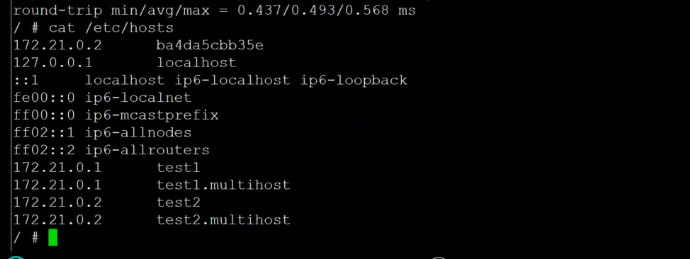 round-trip min/avg/max = 0.437/0.493/0.568 ms
/ # cat /etc/hosts
172.21.0.2      ba4da5cbb35e
127.0.0.1       localhost
::1     localhost ip6-localhost ip6-loopback
fe00::0 ip6-localnet
ff00::0 ip6-mcastprefix
ff02::1 ip6-allnodes
ff02::2 ip6-allrouters
172.21.0.1      test1
172.21.0.1      test1.multihost
172.21.0.2      test2
172.21.0.2      test2.multihost
/ #